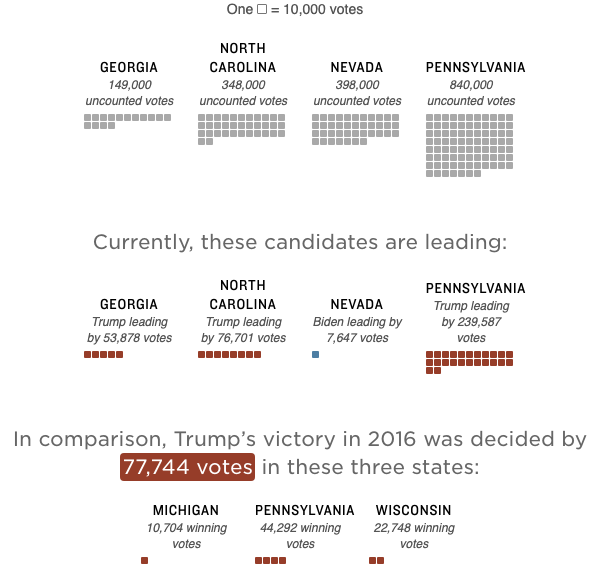 One = 10,000 votes
NORTH
GEORGIA CAROLINA NEVADA PENNSYLVANIA
149,000 348,000 398,000 840,000
uncounted votes uncounted votes uncounted votes uncounted votes
Currently, these candidates are leading:
NORTH
GEORGIA CAROLINA NEVADA PENNSYLVANIA
Trump leading Trump leading Biden leading by Trump leading
by 53,878 votes by 76,701 votes 7,647 votes by 239,587
votes
In comparison, Trump’s victory in 2016 was decided by
77,744 votes in these three states:
MICHIGAN PENNSYLVANIA WISCONSIN
10,704 winning 44,292 winning 22,748 winning
votes votes votes